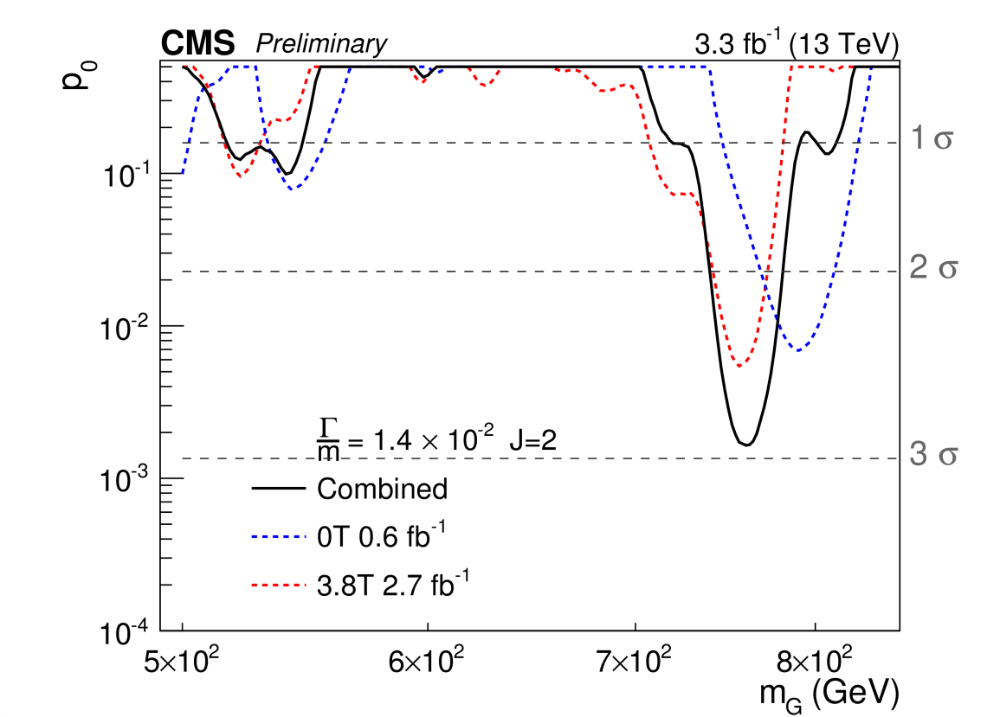 CMS Preliminary 3.3 fb⁻¹ (13 TeV)
p₀
1 σ
10⁻¹
2 σ
10⁻²
Γ/m = 1.4 × 10⁻² J=2
3 σ
10⁻³
Combined
0T 0.6 fb⁻¹
3.8T 2.7 fb⁻¹
10⁻⁴
5×10² 6×10² 7×10² 8×10²
m_G (GeV)